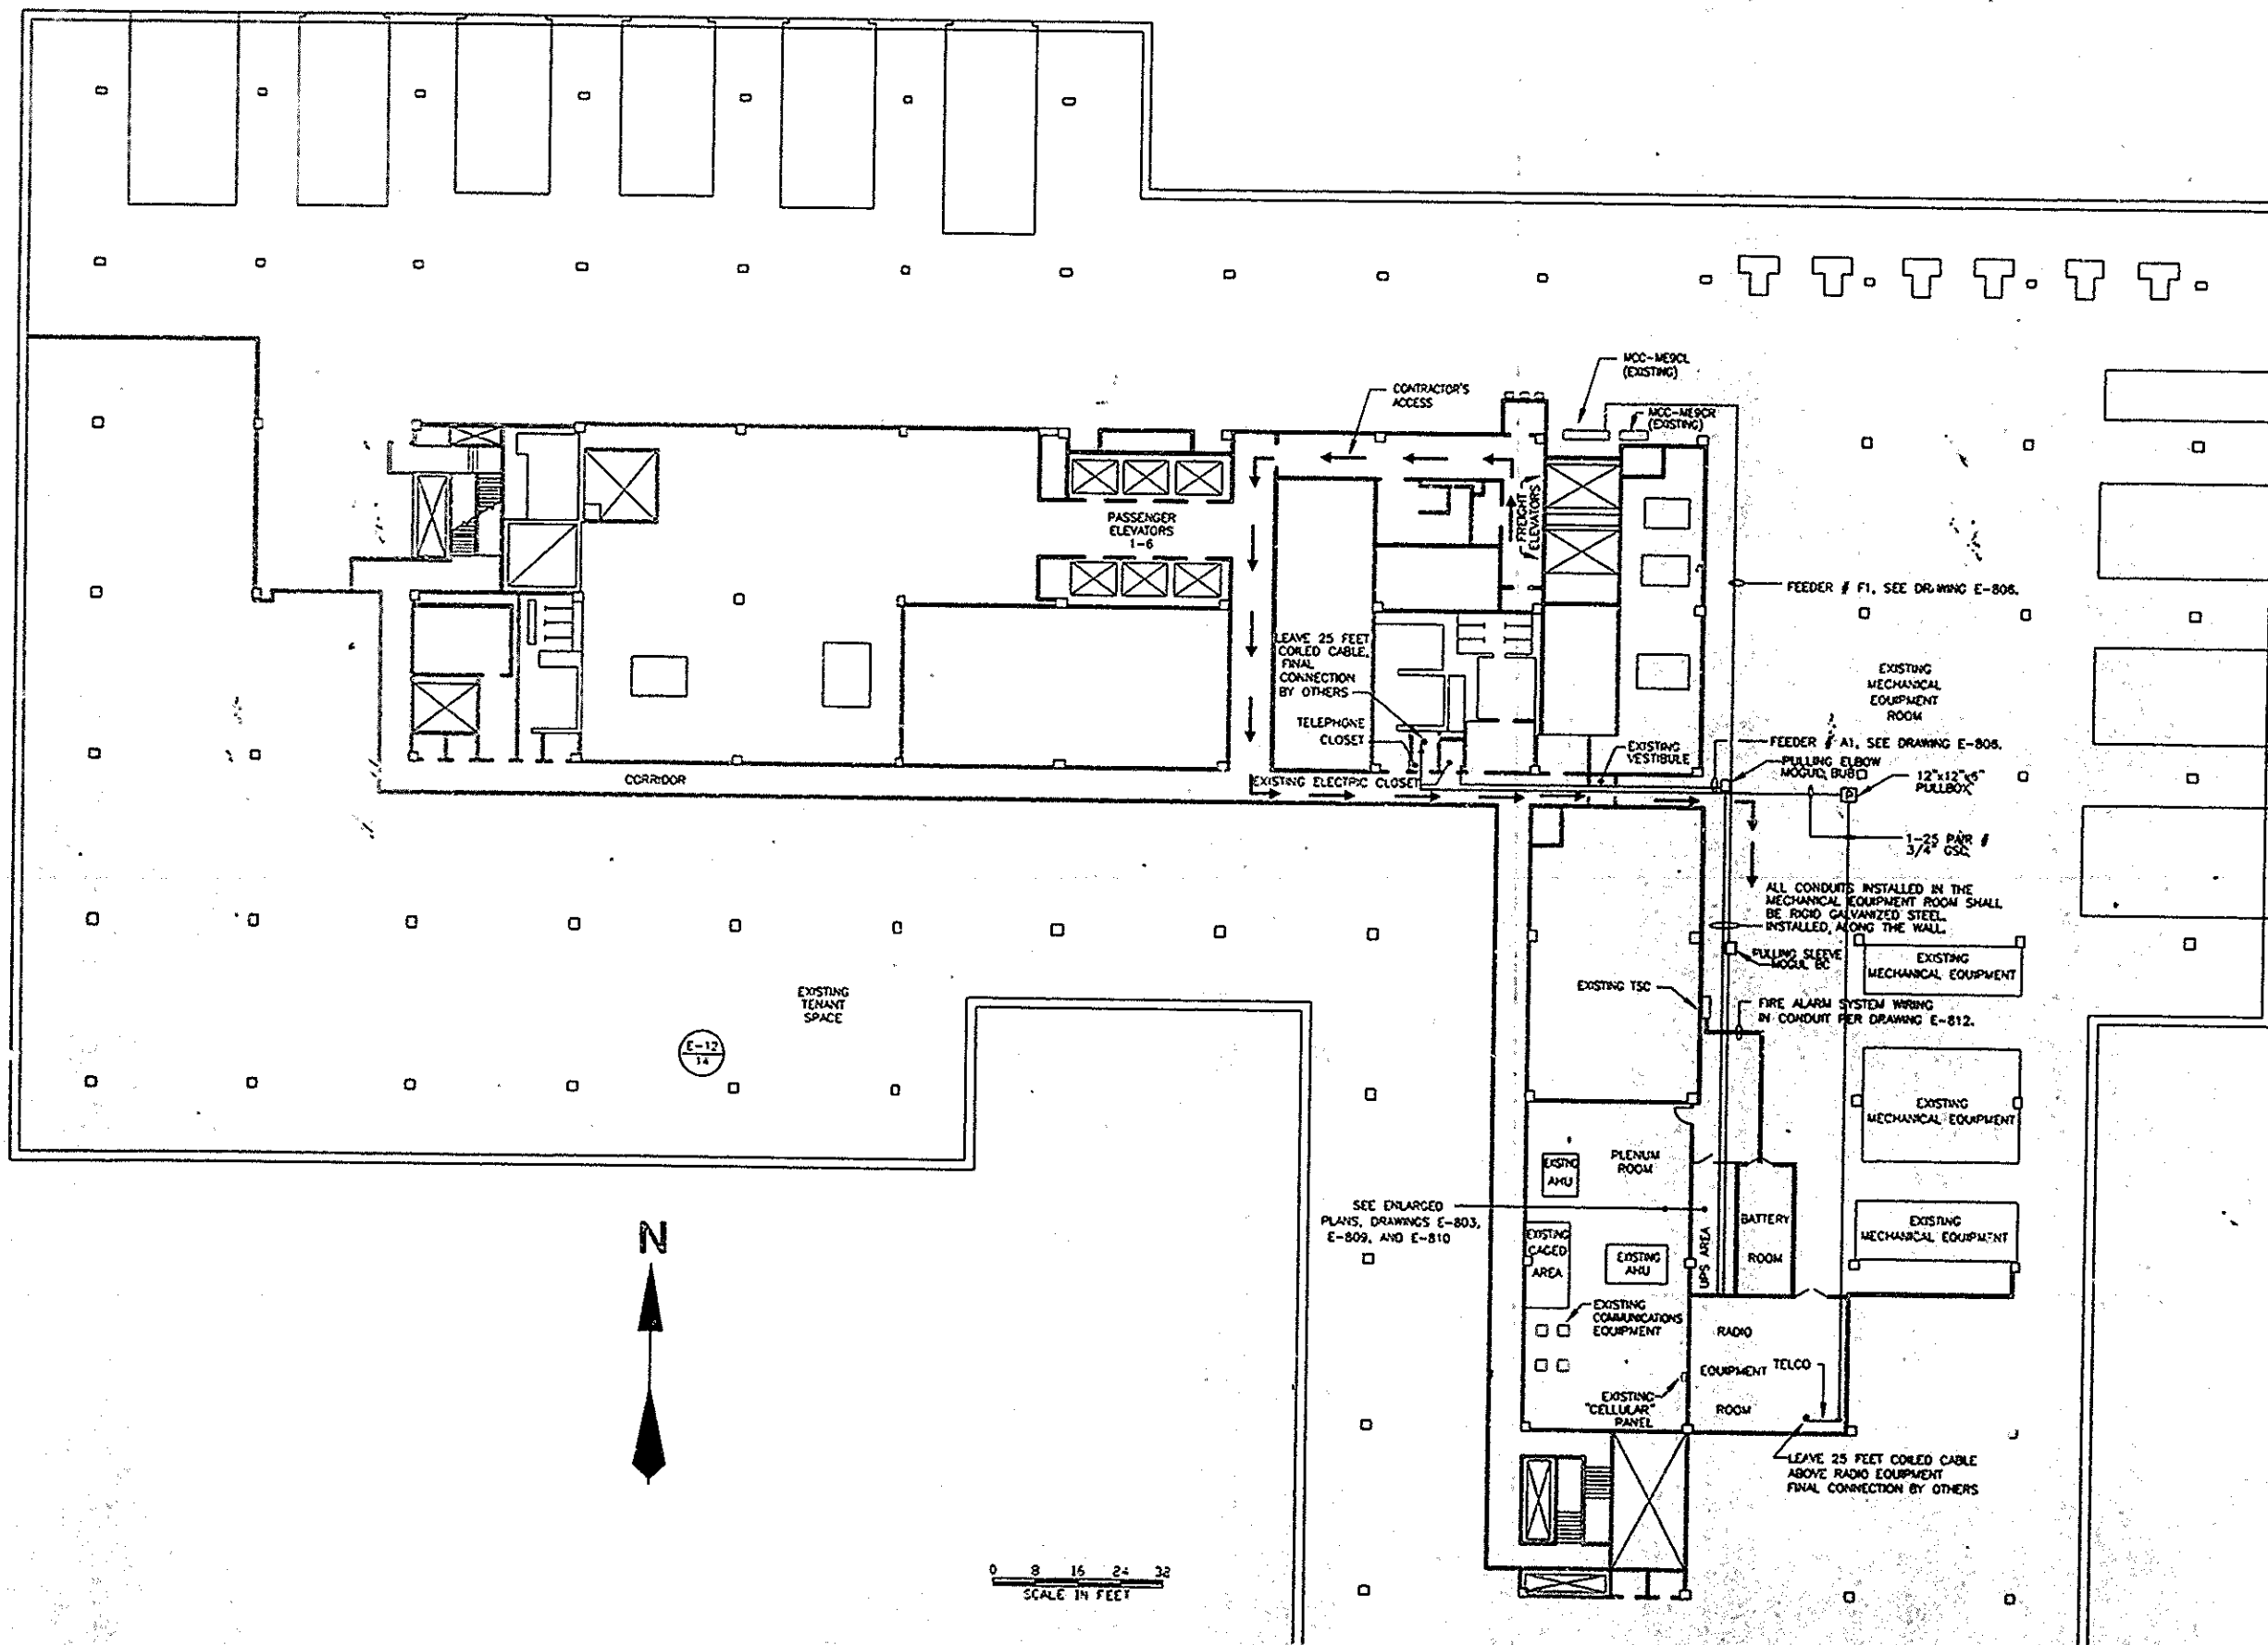 MCC-ME9CL
(EXISTING)
CONTRACTOR'S
ACCESS
MCC-ME9CR
(EXISTING)
PASSENGER
ELEVATORS
1-6
FREIGHT
ELEVATORS
FEEDER # F1, SEE DRAWING E-806.
LEAVE 25 FEET
COILED CABLE,
FINAL
CONNECTION
BY OTHERS
EXISTING
MECHANICAL
EQUIPMENT
ROOM
TELEPHONE
CLOSET
EXISTING
VESTIBULE
FEEDER # A1, SEE DRAWING E-806.
PULLING ELBOW
MOGUL BUB
12"x12"x6"
PULLBOX
P
CORRIDOR
EXISTING ELECTRIC CLOSET
1-25 PAIR #
3/4" GSC
ALL CONDUITS INSTALLED IN THE
MECHANICAL EQUIPMENT ROOM SHALL
BE RIGID GALVANIZED STEEL
INSTALLED, ALONG THE WALL.
PULLING SLEEVE
MOGUL BC
EXISTING
MECHANICAL EQUIPMENT
EXISTING
TENANT
SPACE
EXISTING TSC
FIRE ALARM SYSTEM WIRING
IN CONDUIT PER DRAWING E-812.
E-12
14
EXISTING
MECHANICAL EQUIPMENT
PLENUM
ROOM
EXISTING
AHU
SEE ENLARGED
PLANS, DRAWINGS E-803,
E-809, AND E-810
UPS AREA
BATTERY
ROOM
EXISTING
MECHANICAL EQUIPMENT
EXISTING
CAGED
AREA
EXISTING
AHU
N
EXISTING
COMMUNICATIONS
EQUIPMENT
RADIO
EQUIPMENT
ROOM
TELCO
EXISTING
"CELLULAR"
PANEL
LEAVE 25 FEET COILED CABLE
ABOVE RADIO EQUIPMENT
FINAL CONNECTION BY OTHERS
0 8 16 24 32
SCALE IN FEET